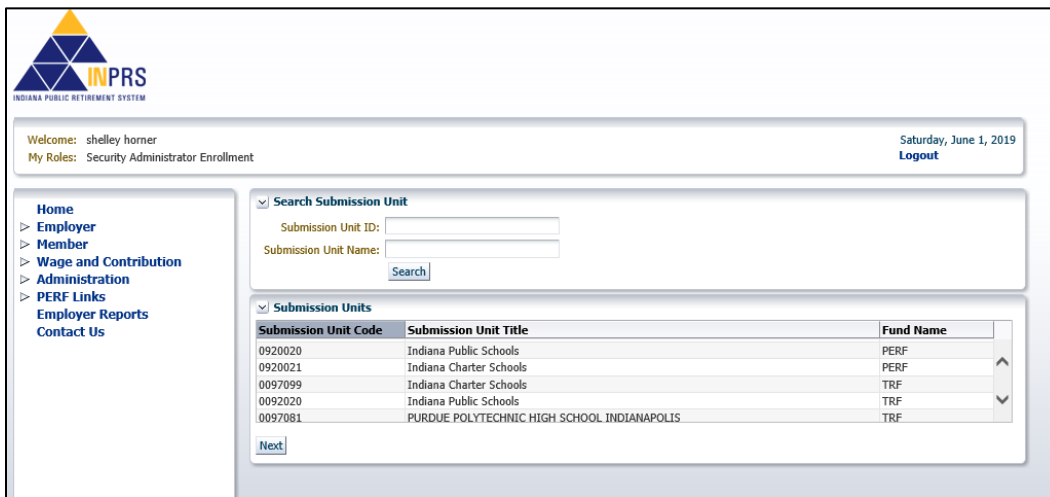 INPRS
INDIANA PUBLIC RETIREMENT SYSTEM
Welcome: shelley horner
Saturday, June 1, 2019
My Roles: Security Administrator Enrollment
Logout
Home
Employer
Member
Wage and Contribution
Administration
PERF Links
Employer Reports
Contact Us
Search Submission Unit
Submission Unit ID:
Submission Unit Name:
Search
Submission Units
Submission Unit Code Submission Unit Title Fund Name
0920020 Indiana Public Schools PERF
0920021 Indiana Charter Schools PERF
0097099 Indiana Charter Schools TRF
0092020 Indiana Public Schools TRF
0097081 PURDUE POLYTECHNIC HIGH SCHOOL INDIANAPOLIS TRF
Next